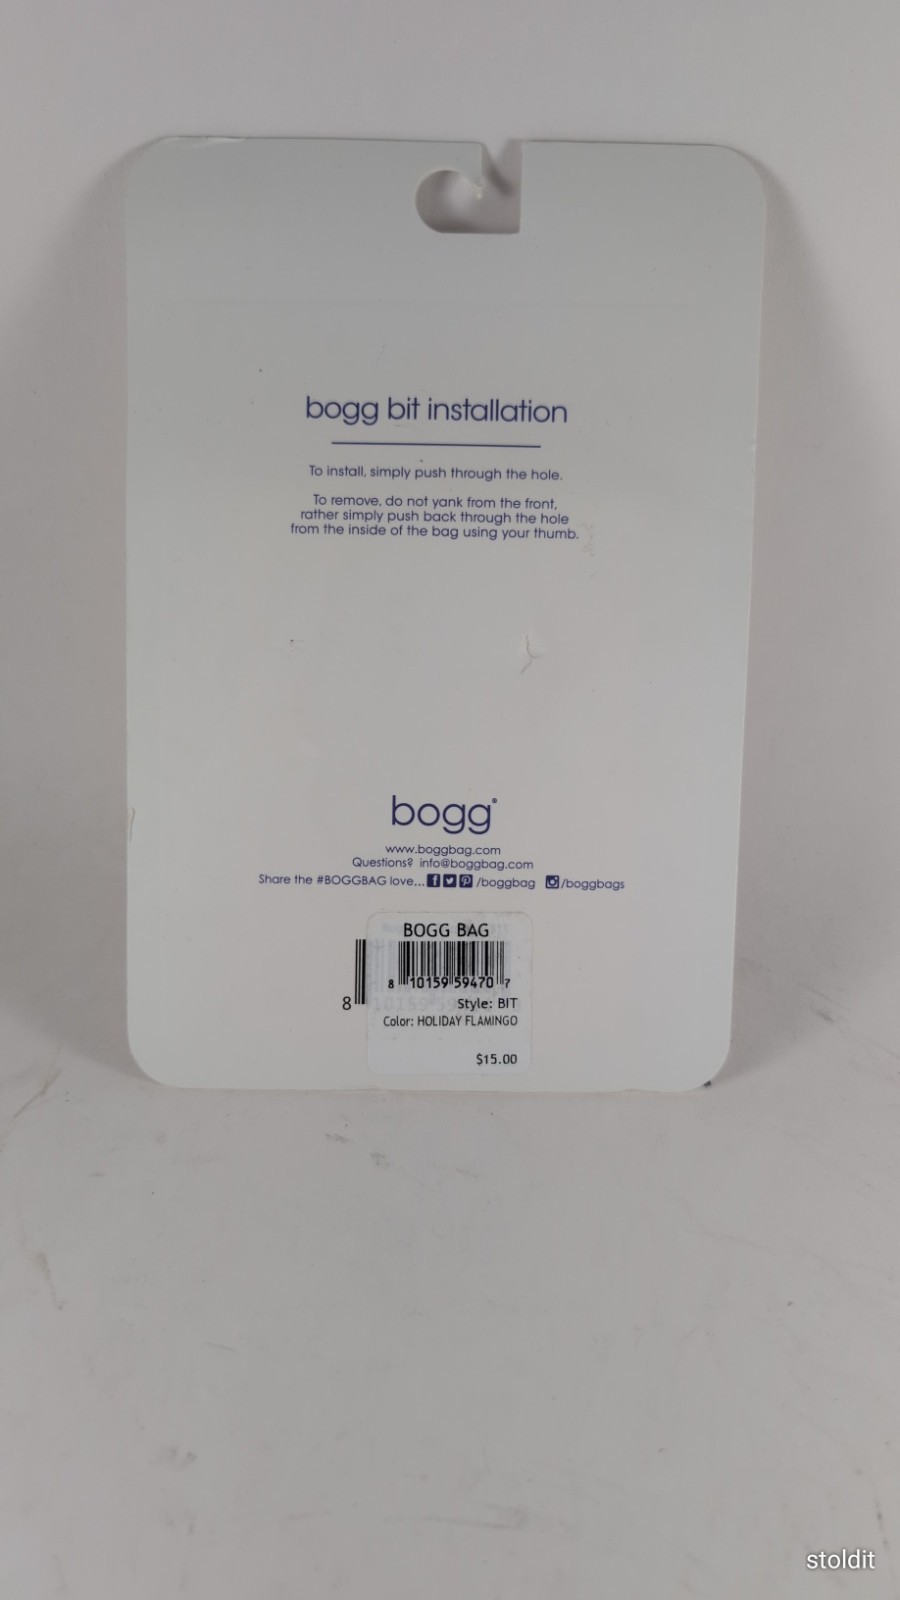 bogg bit installation
To install, simply push through the hole.
To remove, do not yank from the front,
rather simply push back through the hole
from the inside of the bag using your thumb.
bogg®
www.boggbag.com
Questions? info@boggbag.com
Share the #BOGGBAG love... /boggbag /boggbags
BOGG BAG
8 10159 59470 7
8
Style: BIT
Color: HOLIDAY FLAMINGO
$15.00
stoldit